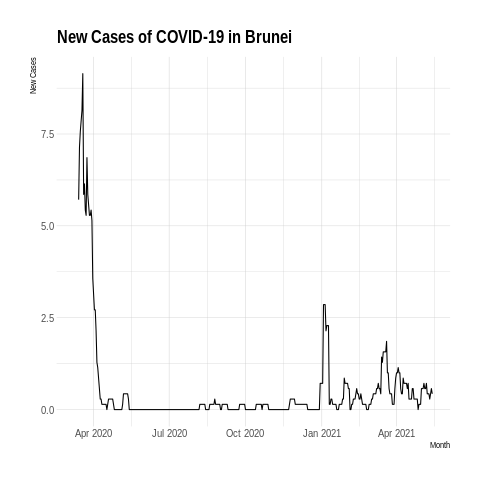 New Cases of COVID-19 in Brunei
New Cases
7.5
5.0
2.5
0.0
Apr 2020 Jul 2020 Oct 2020 Jan 2021 Apr 2021
Month